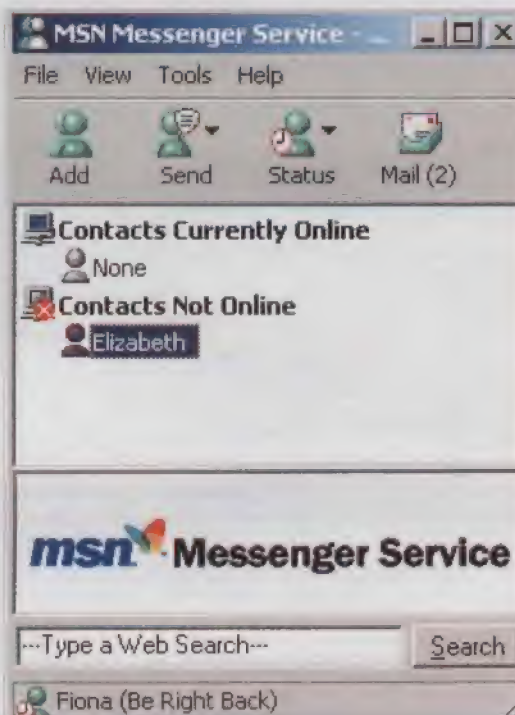 MSN Messenger Service - ...
File View Tools Help
Add Send Status Mail (2)
Contacts Currently Online
None
Contacts Not Online
Elizabeth
msn Messenger Service
---Type a Web Search---
Search
Fiona (Be Right Back)